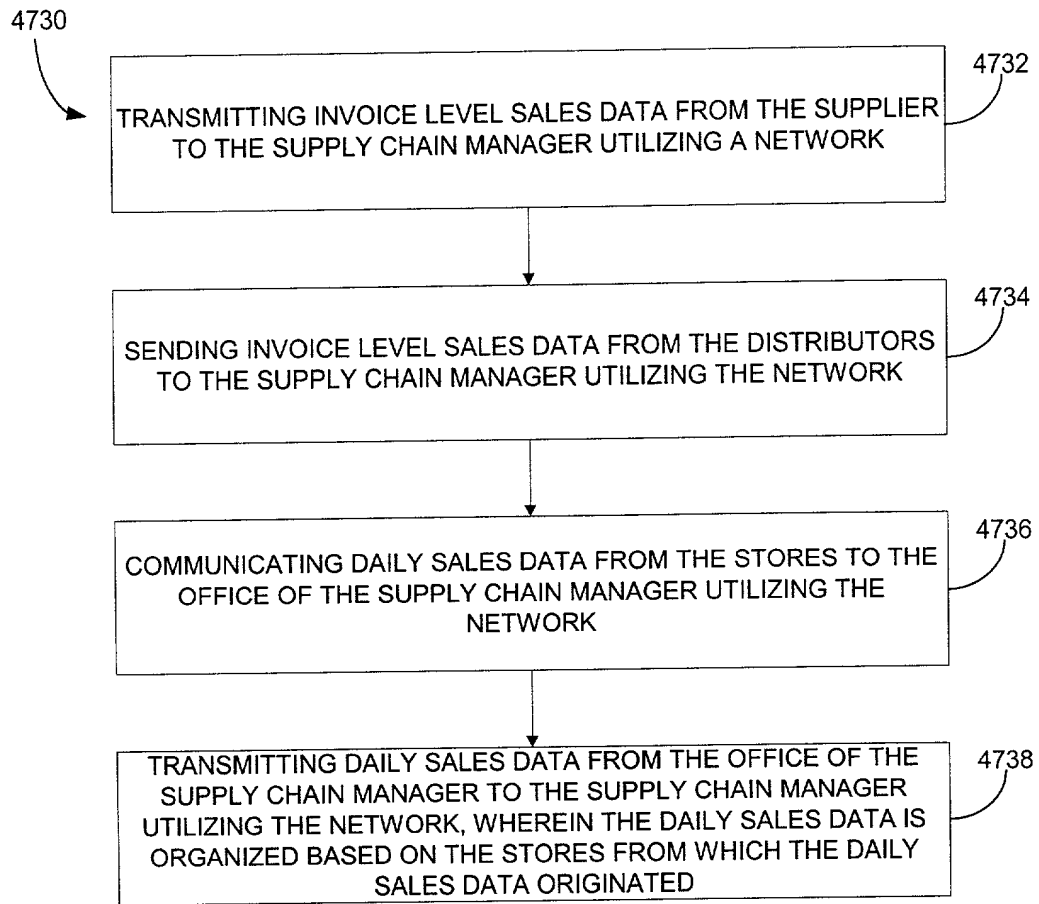 4730
4732
TRANSMITTING INVOICE LEVEL SALES DATA FROM THE SUPPLIER
TO THE SUPPLY CHAIN MANAGER UTILIZING A NETWORK
4734
SENDING INVOICE LEVEL SALES DATA FROM THE DISTRIBUTORS
TO THE SUPPLY CHAIN MANAGER UTILIZING THE NETWORK
4736
COMMUNICATING DAILY SALES DATA FROM THE STORES TO THE
OFFICE OF THE SUPPLY CHAIN MANAGER UTILIZING THE
NETWORK
4738
TRANSMITTING DAILY SALES DATA FROM THE OFFICE OF THE
SUPPLY CHAIN MANAGER TO THE SUPPLY CHAIN MANAGER
UTILIZING THE NETWORK, WHEREIN THE DAILY SALES DATA IS
ORGANIZED BASED ON THE STORES FROM WHICH THE DAILY
SALES DATA ORIGINATED